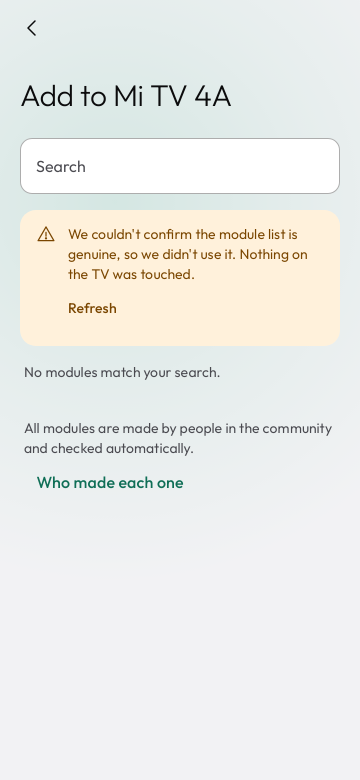 Add to Mi TV 4A
Search
We couldn't confirm the module list is
genuine, so we didn't use it. Nothing on
the TV was touched.
Refresh
No modules match your search.
All modules are made by people in the community
and checked automatically.
Who made each one